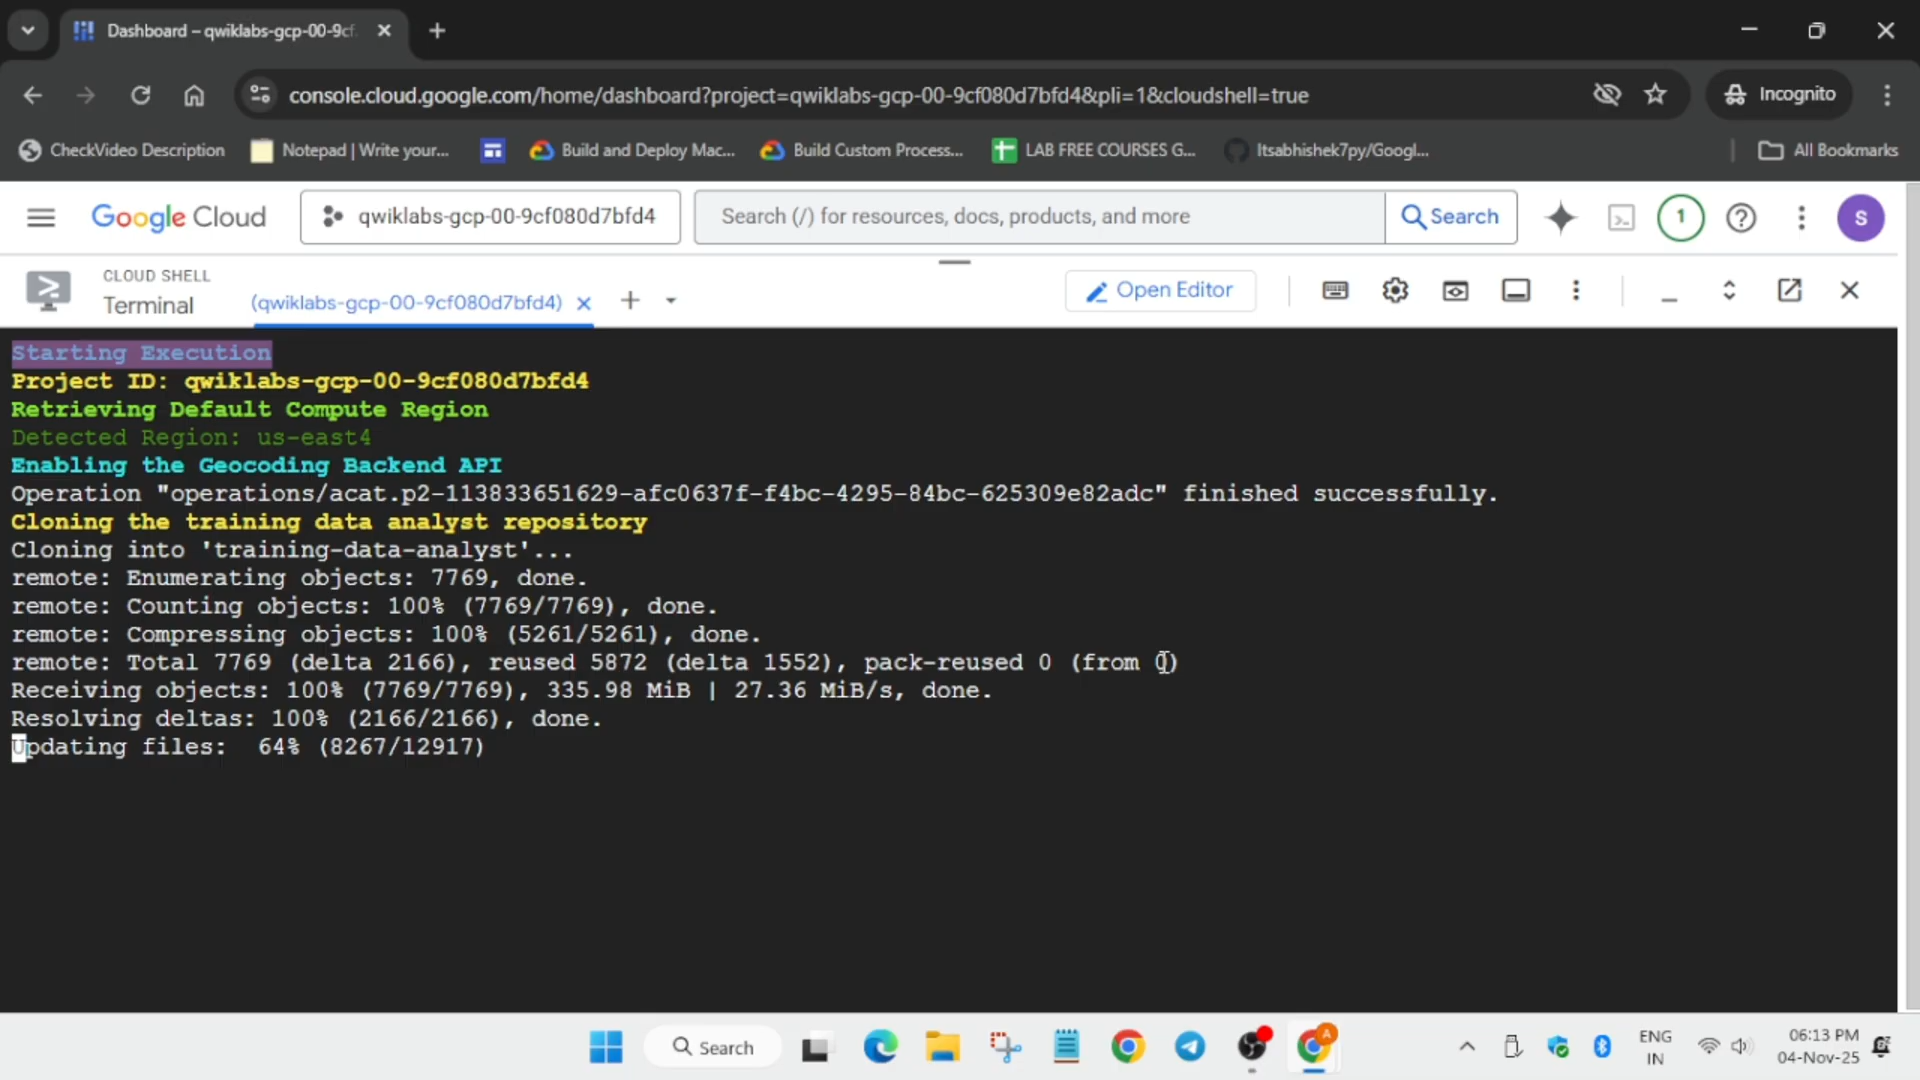 Dashboard – qwiklabs-gcp-00-9cf
console.cloud.google.com/home/dashboard?project=qwiklabs-gcp-00-9cf080d7bfd4&pli=1&cloudshell=true
Incognito
CheckVideo Description
Notepad | Write your...
Build and Deploy Mac...
Build Custom Process...
LAB FREE COURSES G...
Itsabhishek7py/Googl...
All Bookmarks
Google Cloud
qwiklabs-gcp-00-9cf080d7bfd4
Search (/) for resources, docs, products, and more
Search
1
S
CLOUD SHELL
Terminal
(qwiklabs-gcp-00-9cf080d7bfd4)
Open Editor
Starting Execution
Project ID: qwiklabs-gcp-00-9cf080d7bfd4
Retrieving Default Compute Region
Detected Region: us-east4
Enabling the Geocoding Backend API
Operation "operations/acat.p2-113833651629-afc0637f-f4bc-4295-84bc-625309e82adc" finished successfully.
Cloning the training data analyst repository
Cloning into 'training-data-analyst'...
remote: Enumerating objects: 7769, done.
remote: Counting objects: 100% (7769/7769), done.
remote: Compressing objects: 100% (5261/5261), done.
remote: Total 7769 (delta 2166), reused 5872 (delta 1552), pack-reused 0 (from 0)
Receiving objects: 100% (7769/7769), 335.98 MiB | 27.36 MiB/s, done.
Resolving deltas: 100% (2166/2166), done.
Updating files:  64% (8267/12917)
Search
A
ENG
IN
06:13 PM
04-Nov-25